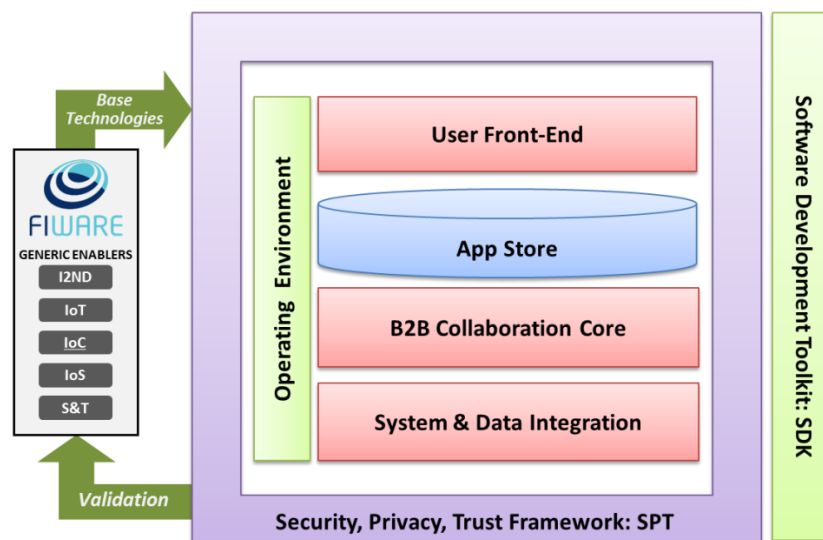 Base
Technologies
FIWARE
GENERIC ENABLERS
I2ND
IoT
IoC
IoS
S&T
Validation
Operating Environment
User Front-End
App Store
B2B Collaboration Core
System & Data Integration
Security, Privacy, Trust Framework: SPT
Software Development Toolkit: SDK